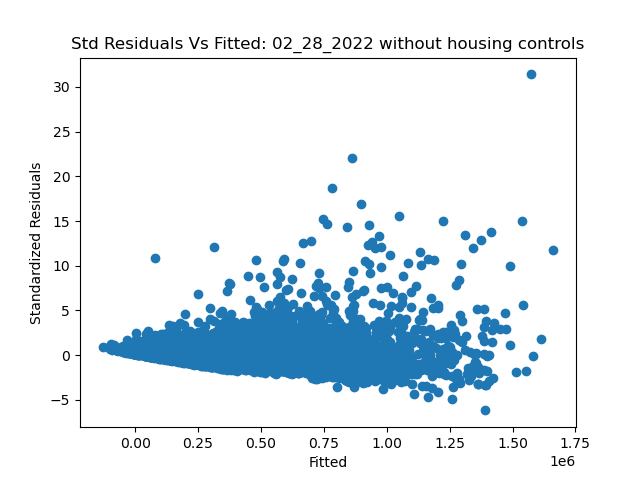 Std Residuals Vs Fitted: 02_28_2022 without housing controls
30
25
20
15
10
5
0
−5
Standardized Residuals
0.00 0.25 0.50 0.75 1.00 1.25 1.50 1.75
1e6
Fitted